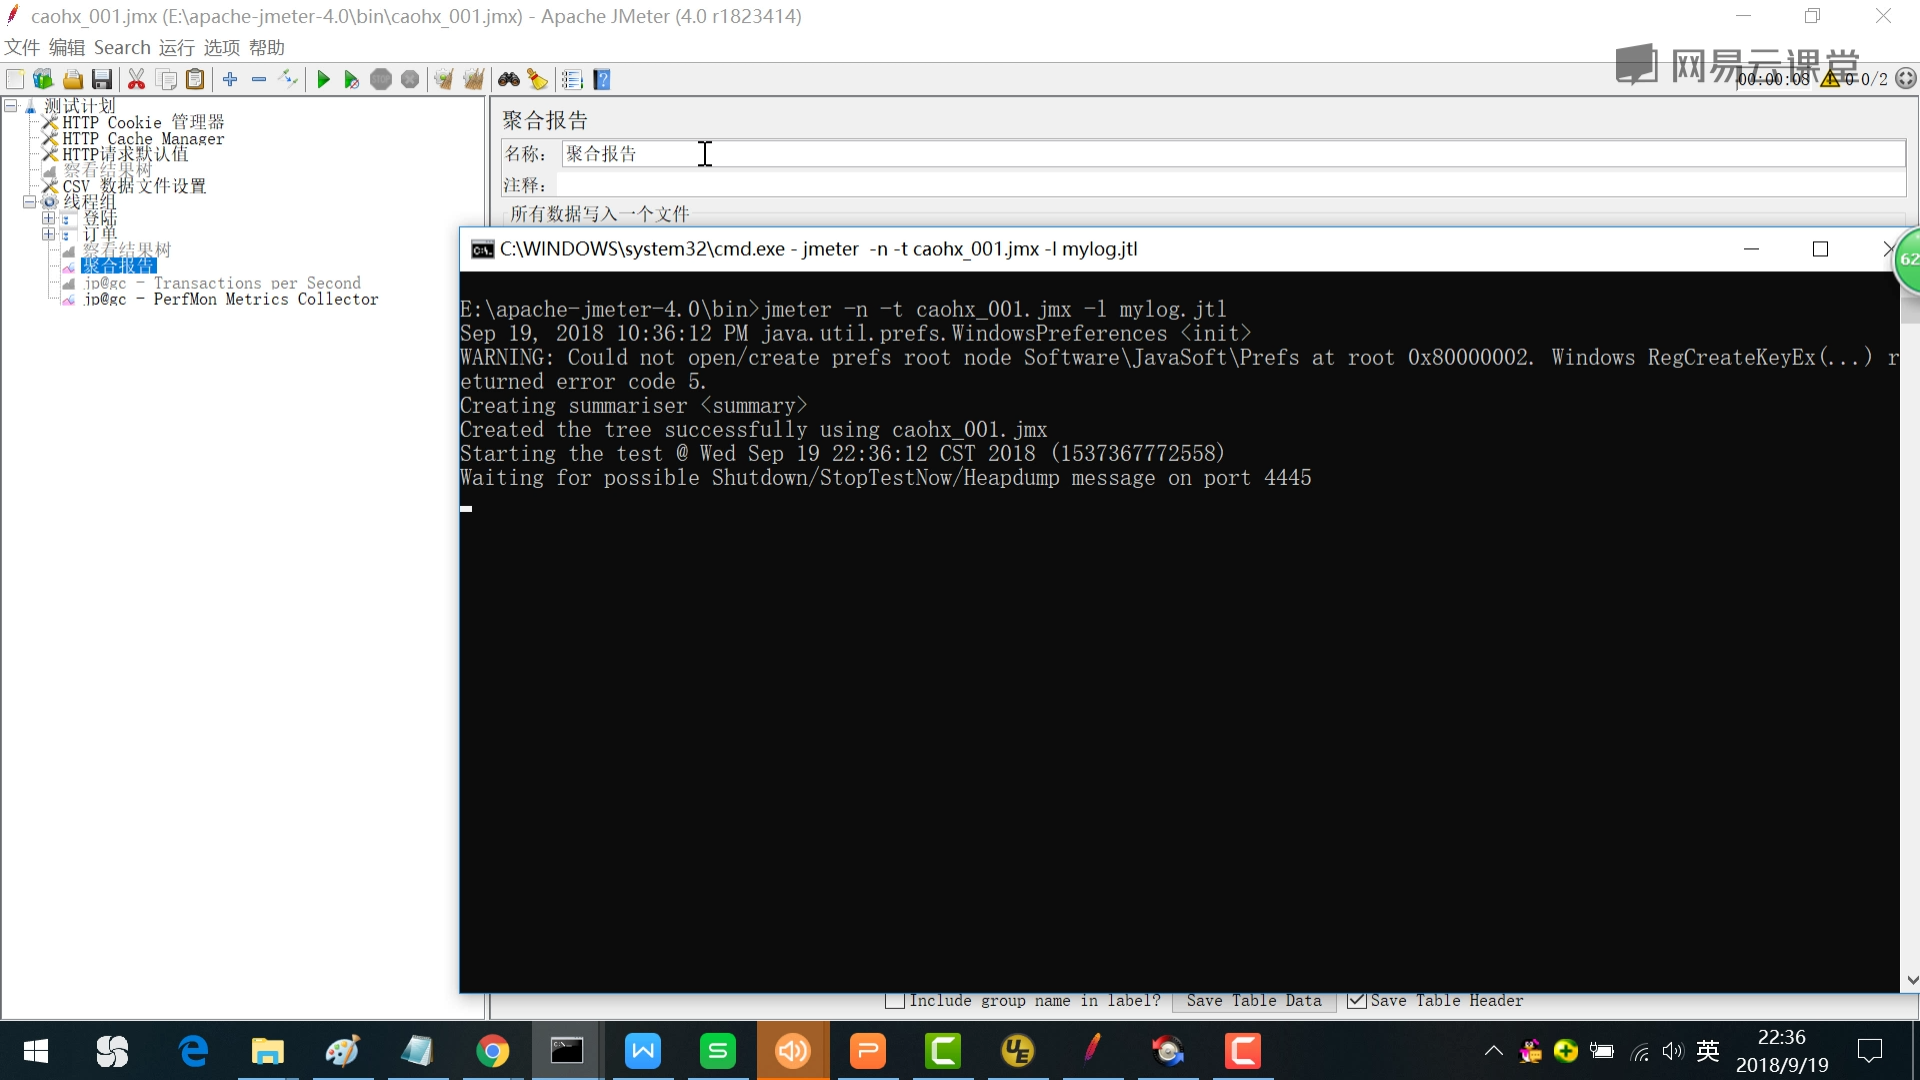 caohx_001.jmx (E:\apache-jmeter-4.0\bin\caohx_001.jmx) - Apache JMeter (4.0 r1823414)
文件 编辑 Search 运行 选项 帮助
网易云课堂
00:00:08 0 0/2
测试计划
HTTP Cookie 管理器
HTTP Cache Manager
HTTP请求默认值
察看结果树
CSV 数据文件设置
线程组
登陆
订单
察看结果树
聚合报告
jp@gc - Transactions per Second
jp@gc - PerfMon Metrics Collector
聚合报告
名称: 聚合报告
注释:
所有数据写入一个文件
C:\WINDOWS\system32\cmd.exe - jmeter -n -t caohx_001.jmx -l mylog.jtl
62
E:\apache-jmeter-4.0\bin>jmeter -n -t caohx_001.jmx -l mylog.jtl
Sep 19, 2018 10:36:12 PM java.util.prefs.WindowsPreferences <init>
WARNING: Could not open/create prefs root node Software\JavaSoft\Prefs at root 0x80000002. Windows RegCreateKeyEx(...) r
eturned error code 5.
Creating summariser <summary>
Created the tree successfully using caohx_001.jmx
Starting the test @ Wed Sep 19 22:36:12 CST 2018 (1537367772558)
Waiting for possible Shutdown/StopTestNow/Heapdump message on port 4445
Include group name in label? Save Table Data Save Table Header
英
22:36
2018/9/19